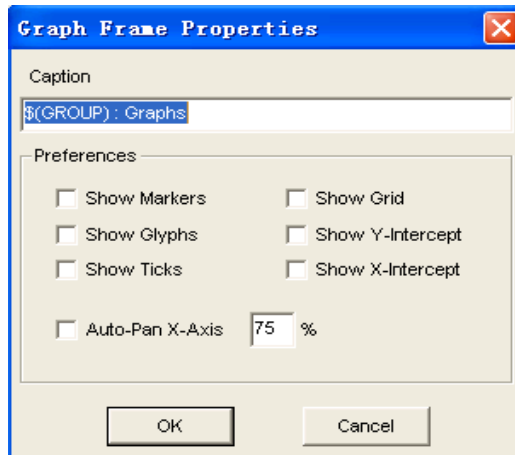 Graph Frame Properties
Caption
$(GROUP) : Graphs
Preferences
Show Markers
Show Grid
Show Glyphs
Show Y-Intercept
Show Ticks
Show X-Intercept
Auto-Pan X-Axis 75 %
OK
Cancel